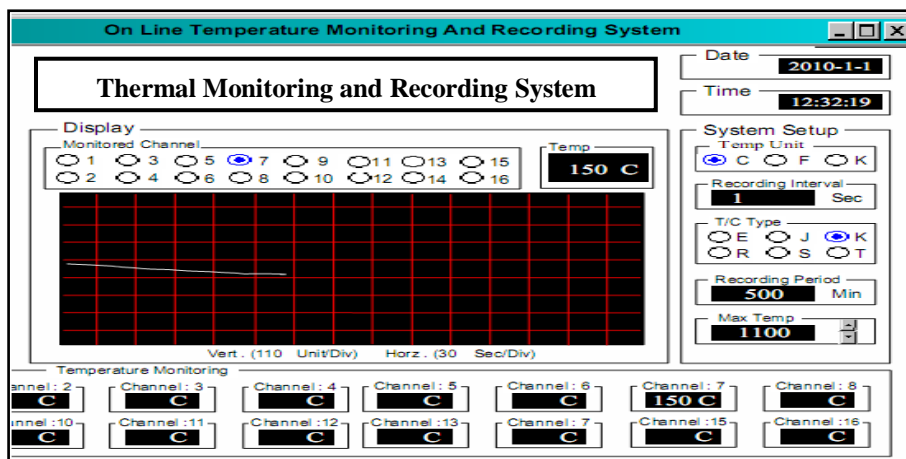 On Line Temperature Monitoring And Recording System
Thermal Monitoring and Recording System
Date
2010-1-1
Time
12:32:19
Display
Monitored Channel
1 3 5 7 9 11 13 15
2 4 6 8 10 12 14 16
Temp
150 C
Vert . (110 Unit/Div) Horz . (30 Sec/Div)
System Setup
Temp Unit
C F K
Recording Interval
1 Sec
T/C Type
E J K
R S T
Recording Period
500 Min
Max Temp
1100
Temperature Monitoring
annel: 2 Channel: 3 Channel: 4 Channel: 5 Channel: 6 Channel: 7 Channel: 8
C C C C C 150 C C
nnel :10 Channel :11 Channel :12 Channel :13 Channel : 7 Channel :15 Channel :16
C C C C C C C